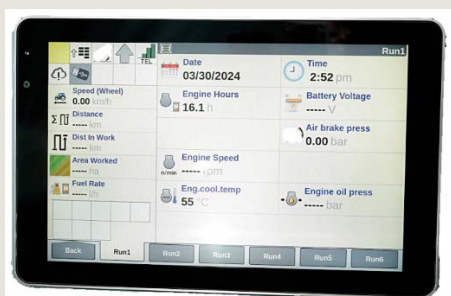 TEL
Run1
Date
03/30/2024
Time
2:52 pm
Speed (Wheel)
0.00 km/h
Engine Hours
16.1 h
Battery Voltage
----- V
Distance
----- km
Dist In Work
----- km
Air brake press
0.00 bar
Area Worked
----- ha
Engine Speed
----- rpm
n/min
Fuel Rate
----- l/h
Eng.cool.temp
55 °C
Engine oil press
----- bar
Back
Run1
Run2
Run3
Run4
Run5
Run6